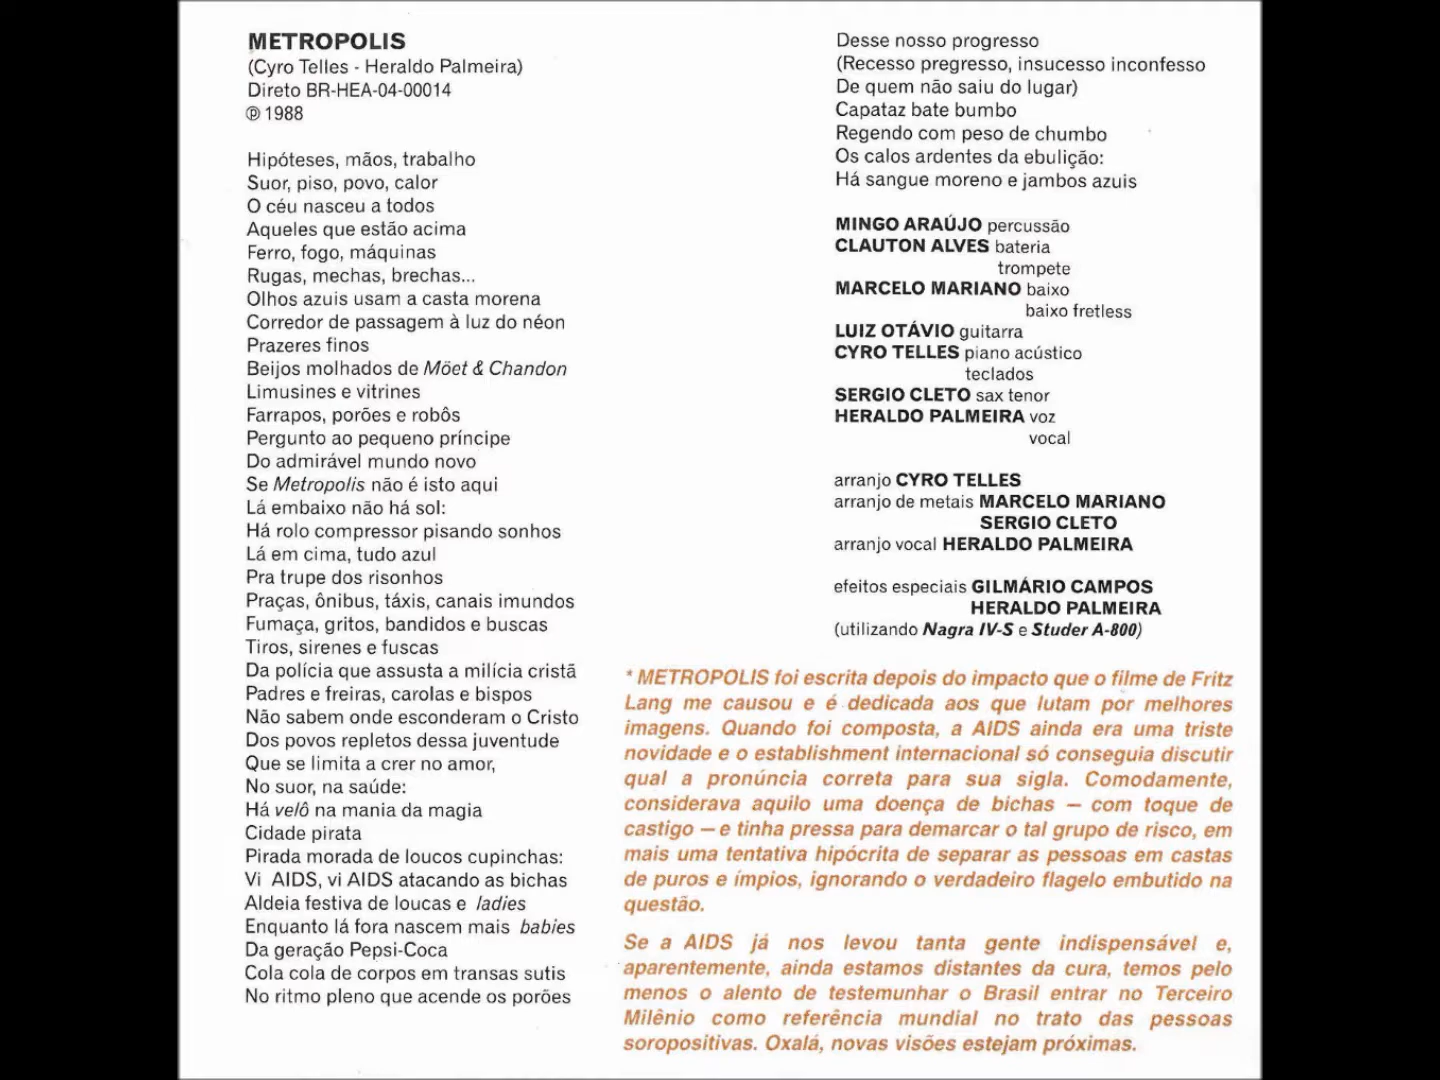 METROPOLIS
(Cyro Telles - Heraldo Palmeira)
Direto BR-HEA-04-00014
℗ 1988
Hipóteses, mãos, trabalho
Suor, piso, povo, calor
O céu nasceu a todos
Aqueles que estão acima
Ferro, fogo, máquinas
Rugas, mechas, brechas...
Olhos azuis usam a casta morena
Corredor de passagem à luz do néon
Prazeres finos
Beijos molhados de Möet & Chandon
Limusines e vitrines
Farrapos, porões e robôs
Pergunto ao pequeno príncipe
Do admirável mundo novo
Se Metropolis não é isto aqui
Lá embaixo não há sol:
Há rolo compressor pisando sonhos
Lá em cima, tudo azul
Pra trupe dos risonhos
Praças, ônibus, táxis, canais imundos
Fumaça, gritos, bandidos e buscas
Tiros, sirenes e fuscas
Da polícia que assusta a milícia cristã
Padres e freiras, carolas e bispos
Não sabem onde esconderam o Cristo
Dos povos repletos dessa juventude
Que se limita a crer no amor,
No suor, na saúde:
Há velô na mania da magia
Cidade pirata
Pirada morada de loucos cupinchas:
Vi AIDS, vi AIDS atacando as bichas
Aldeia festiva de loucas e ladies
Enquanto lá fora nascem mais babies
Da geração Pepsi-Coca
Cola cola de corpos em transas sutis
No ritmo pleno que acende os porões
Desse nosso progresso
(Recesso pregresso, insucesso inconfesso
De quem não saiu do lugar)
Capataz bate bumbo
Regendo com peso de chumbo
Os calos ardentes da ebulição:
Há sangue moreno e jambos azuis
MINGO ARAÚJO percussão
CLAUTON ALVES bateria
trompete
MARCELO MARIANO baixo
baixo fretless
LUIZ OTÁVIO guitarra
CYRO TELLES piano acústico
teclados
SERGIO CLETO sax tenor
HERALDO PALMEIRA voz
vocal
arranjo CYRO TELLES
arranjo de metais MARCELO MARIANO
SERGIO CLETO
arranjo vocal HERALDO PALMEIRA
efeitos especiais GILMÁRIO CAMPOS
HERALDO PALMEIRA
(utilizando Nagra IV-S e Studer A-800)
* METROPOLIS foi escrita depois do impacto que o filme de Fritz
Lang me causou e é dedicada aos que lutam por melhores
imagens. Quando foi composta, a AIDS ainda era uma triste
novidade e o establishment internacional só conseguia discutir
qual a pronúncia correta para sua sigla. Comodamente,
considerava aquilo uma doença de bichas – com toque de
castigo – e tinha pressa para demarcar o tal grupo de risco, em
mais uma tentativa hipócrita de separar as pessoas em castas
de puros e ímpios, ignorando o verdadeiro flagelo embutido na
questão.
Se a AIDS já nos levou tanta gente indispensável e,
aparentemente, ainda estamos distantes da cura, temos pelo
menos o alento de testemunhar o Brasil entrar no Terceiro
Milênio como referência mundial no trato das pessoas
soropositivas. Oxalá, novas visões estejam próximas.